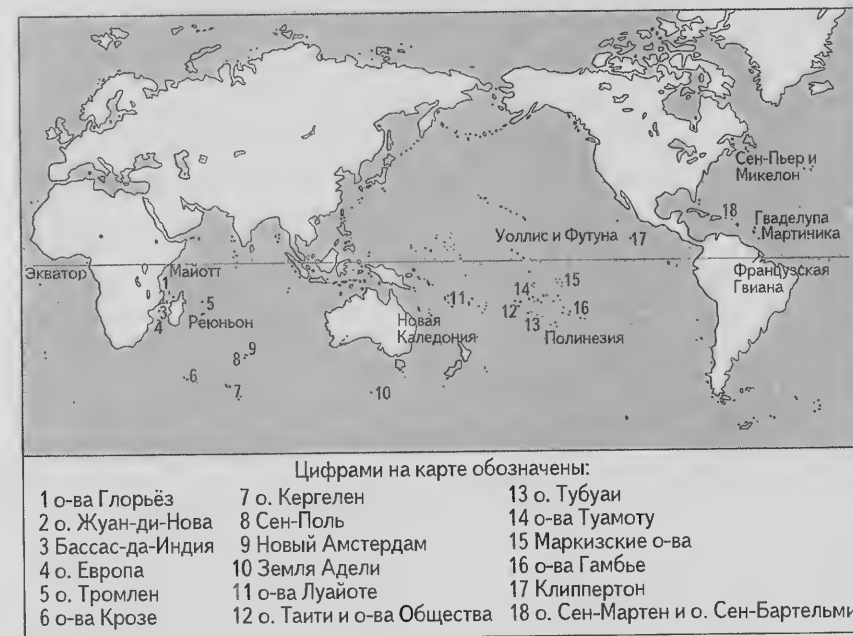 Сен-Пьер и
Микелон
18
Гваделупа
Мартиника
Уоллис и Футуна
17
Экватор
Майотт
Французская
Гвиана
1
5
3
4
Реюньон
14
15
11
12
16
13
Новая
Каледония
Полинезия
8
9
6
7
10
Цифрами на карте обозначены:
1 о-ва Глорьёз
2 о. Жуан-ди-Нова
3 Бассас-да-Индия
4 о. Европа
5 о. Тромлен
6 о-ва Крозе
7 о. Кергелен
8 Сен-Поль
9 Новый Амстердам
10 Земля Адели
11 о-ва Луайоте
12 о. Таити и о-ва Общества
13 о. Тубуаи
14 о-ва Туамоту
15 Маркизские о-ва
16 о-ва Гамбье
17 Клиппертон
18 о. Сен-Мартен и о. Сен-Бартельми